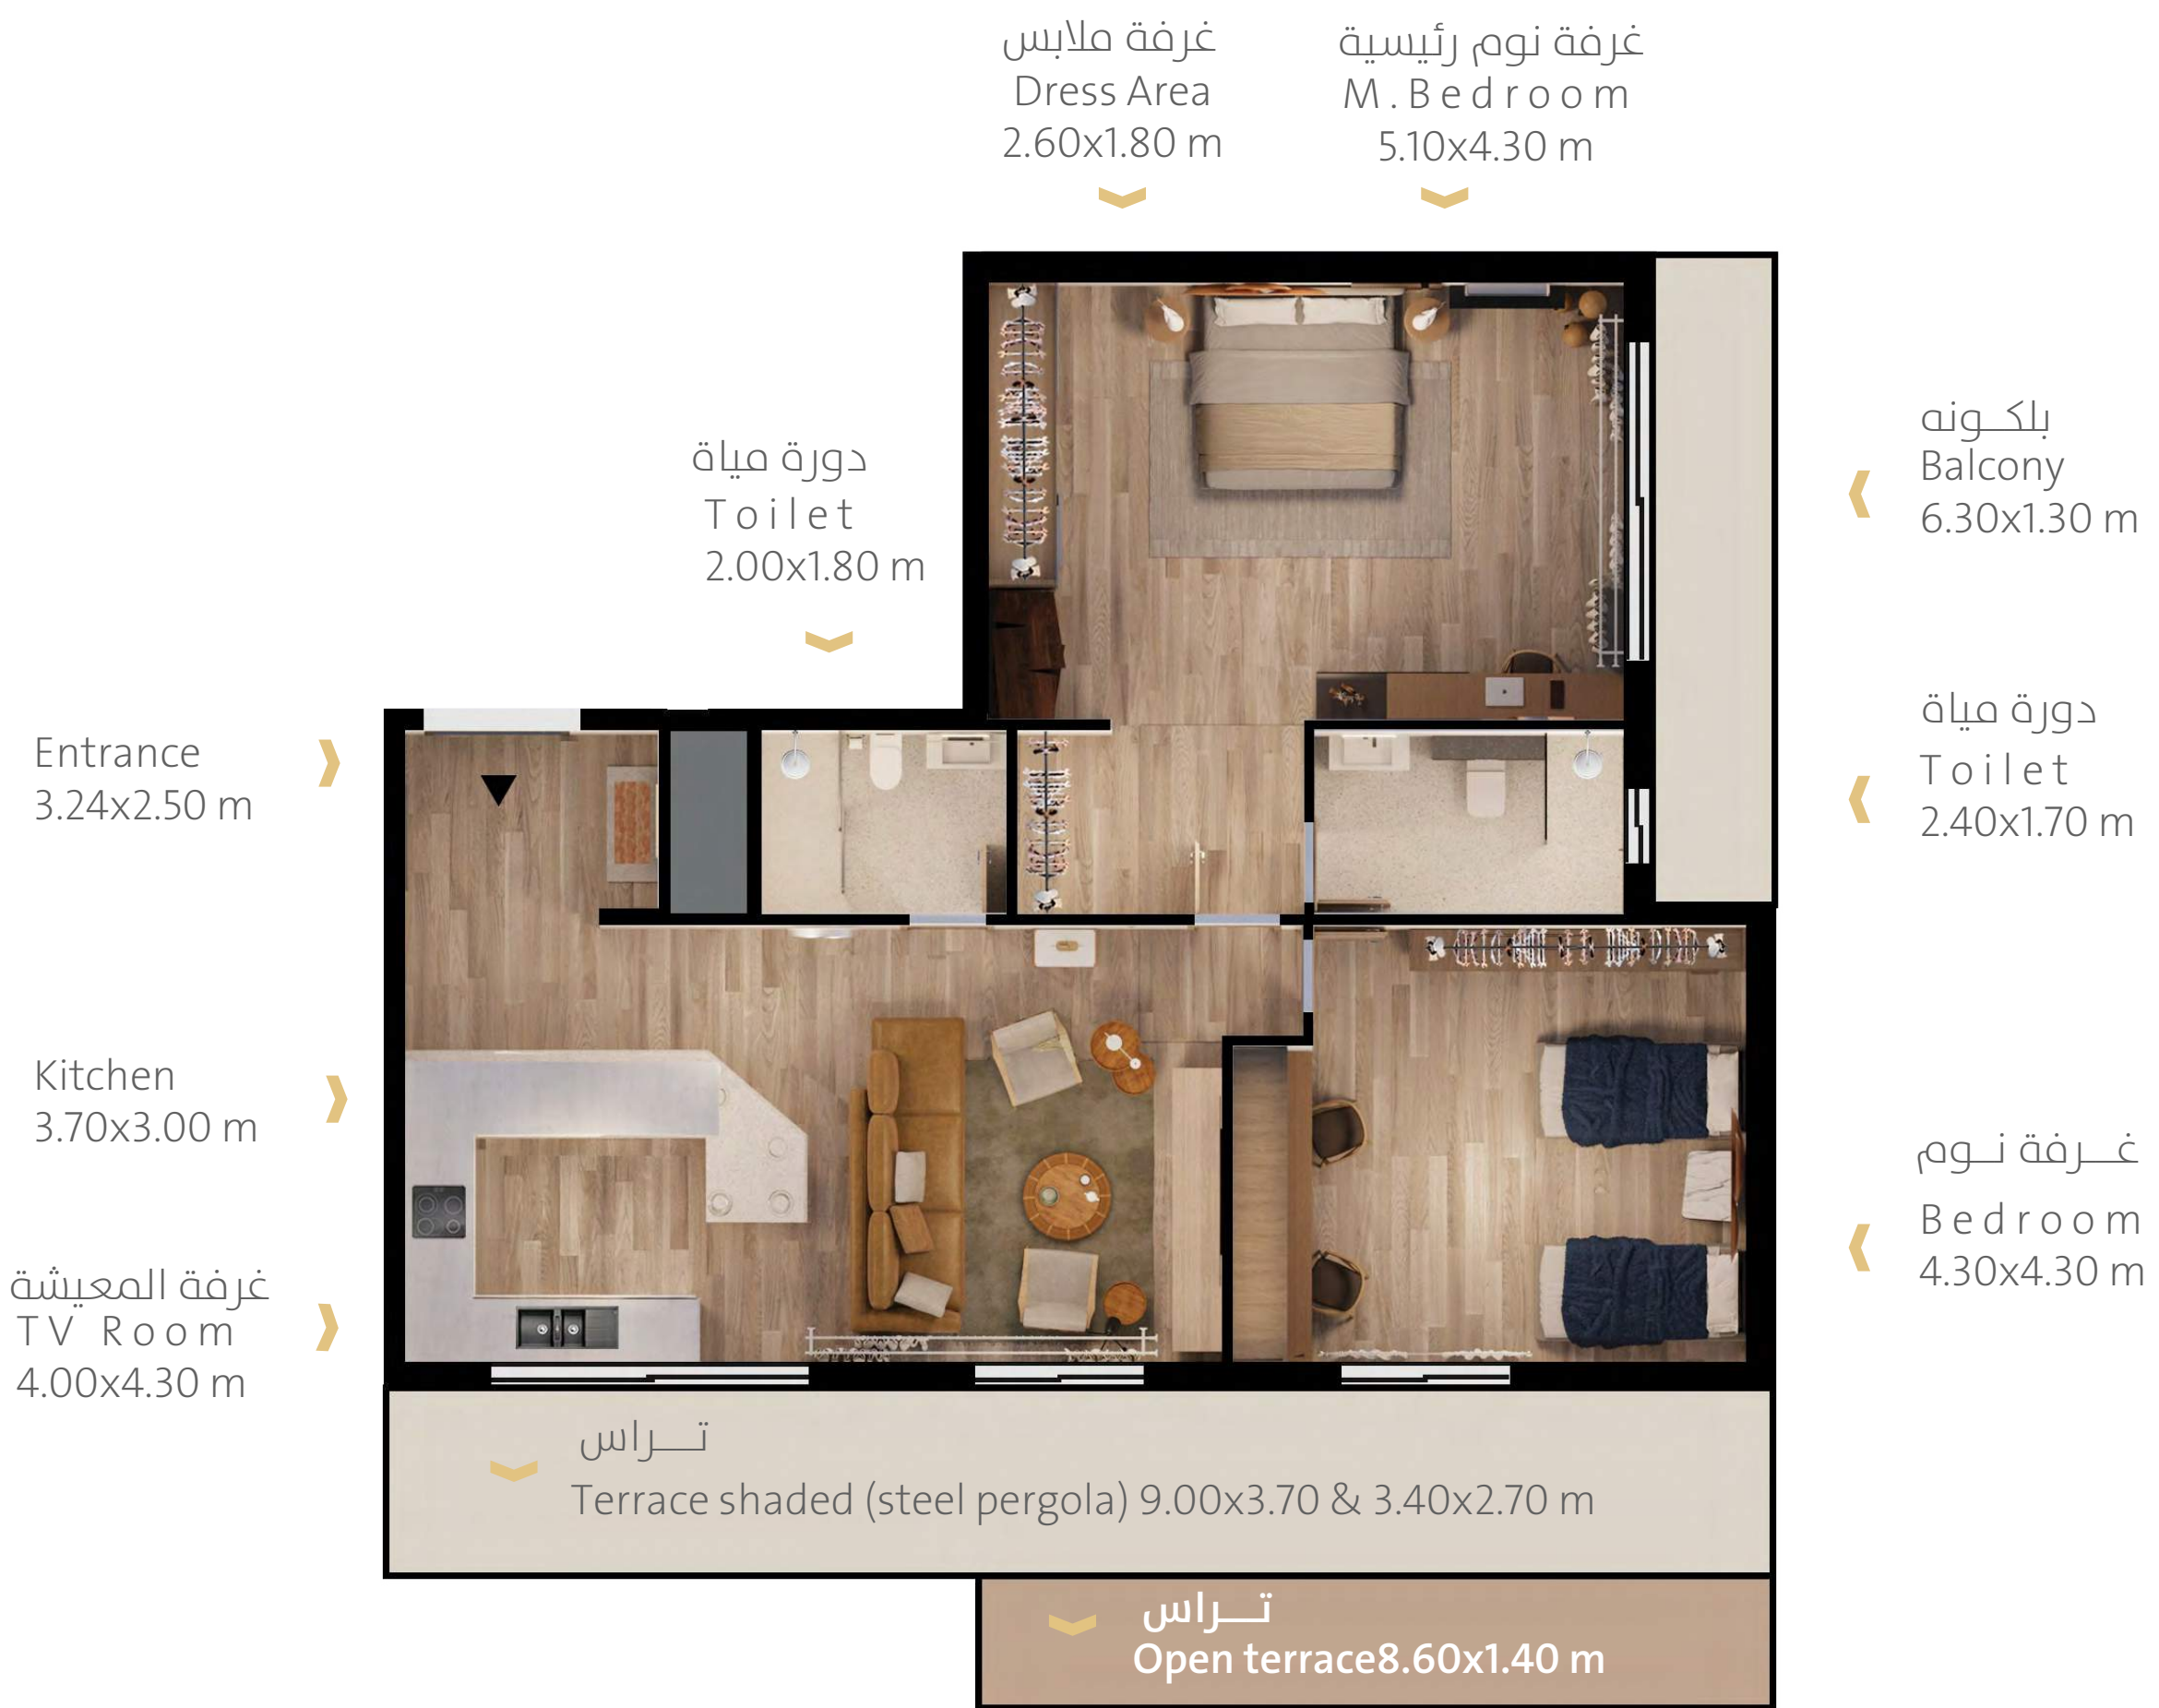 غرفة ملابس
Dress Area
2.60x1.80 m
غرفة نوم رئيسية
M.Bedroom
5.10x4.30 m
بلكـونه
Balcony
6.30x1.30 m
دورة مياة
Toilet
2.00x1.80 m
دورة مياة
Toilet
2.40x1.70 m
Entrance
3.24x2.50 m
Kitchen
3.70x3.00 m
غـرفة نـوم
Bedroom
4.30x4.30 m
غرفة المعيشة
TV Room
4.00x4.30 m
تـراس
Terrace shaded (steel pergola) 9.00x3.70 & 3.40x2.70 m
تـراس
Open terrace8.60x1.40 m